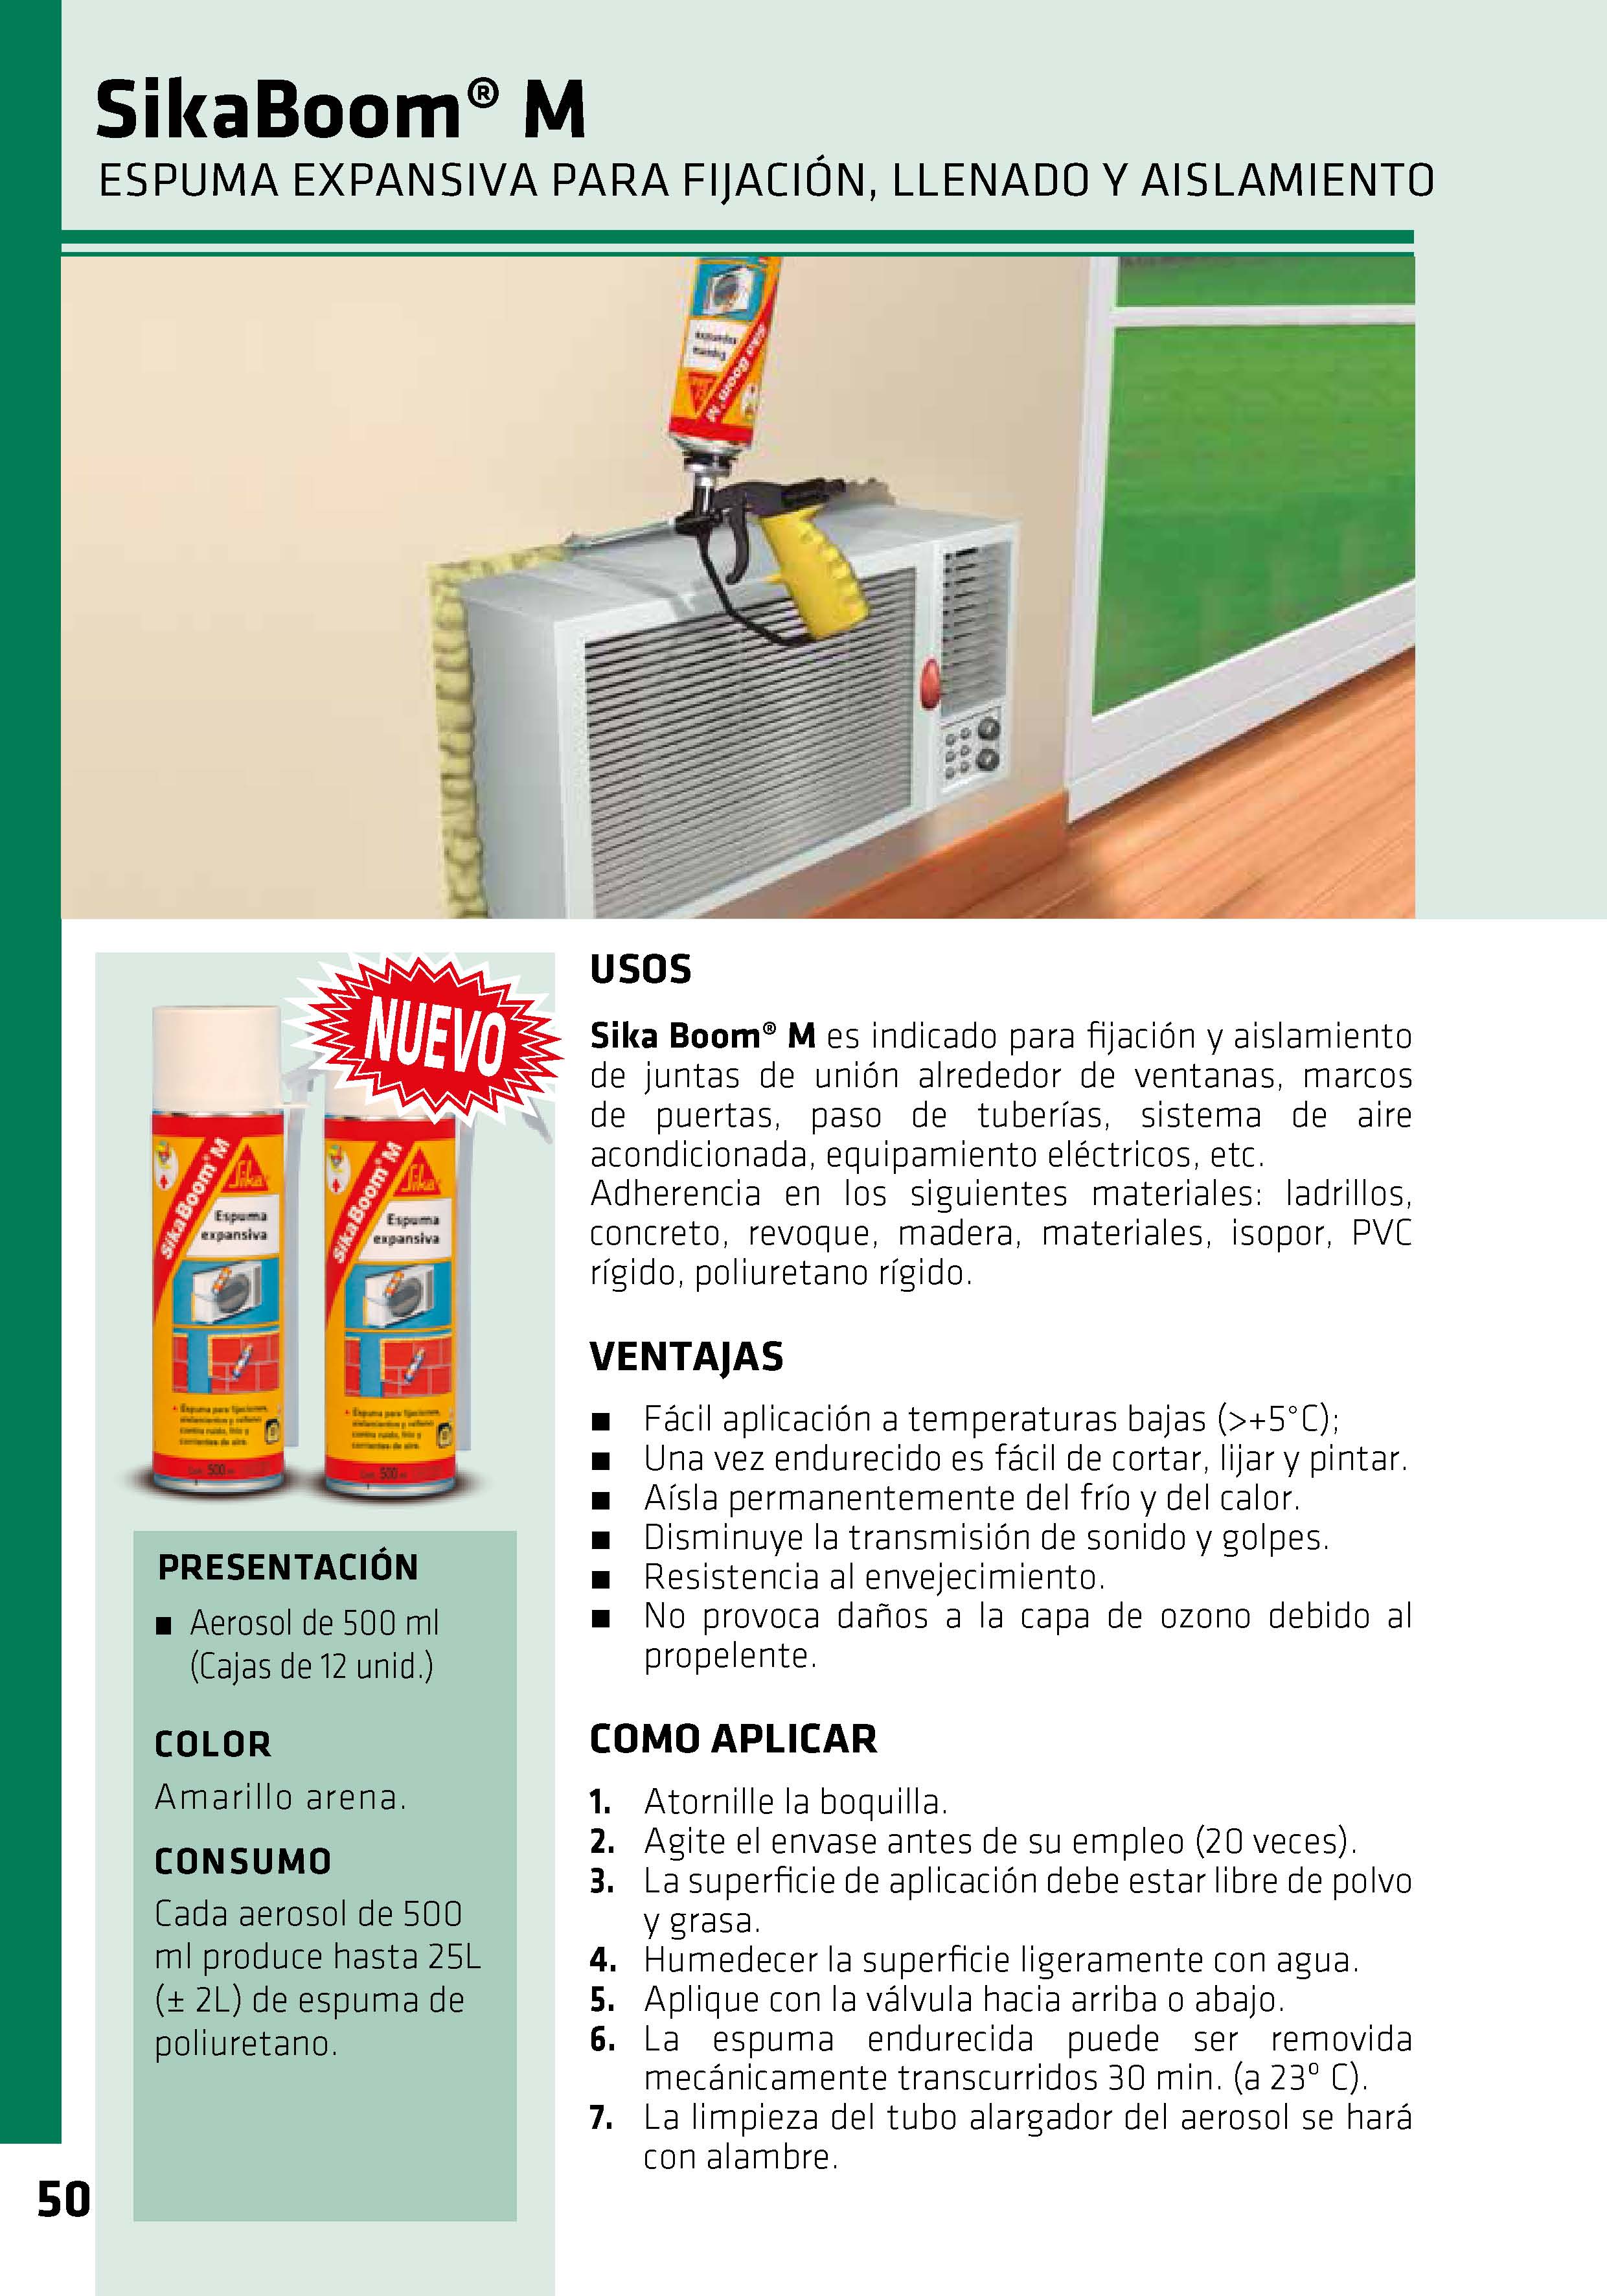 SikaBoom® M
ESPUMA EXPANSIVA PARA FIJACIÓN, LLENADO Y AISLAMIENTO
Sika Boom® M
NUEVO
SikaBoom® M
Sika
Espuma
expansiva
SikaBoom® M
Sika
Espuma
expansiva
USOS
Sika Boom® M es indicado para fijación y aislamiento
de juntas de unión alrededor de ventanas, marcos
de puertas, paso de tuberías, sistema de aire
acondicionada, equipamiento eléctricos, etc.
Adherencia en los siguientes materiales: ladrillos,
concreto, revoque, madera, materiales, isopor, PVC
rígido, poliuretano rígido.
VENTAJAS
■ Fácil aplicación a temperaturas bajas (>+5°C);
■ Una vez endurecido es fácil de cortar, lijar y pintar.
■ Aísla permanentemente del frío y del calor.
■ Disminuye la transmisión de sonido y golpes.
■ Resistencia al envejecimiento.
■ No provoca daños a la capa de ozono debido al
propelente.
COMO APLICAR
1. Atornille la boquilla.
2. Agite el envase antes de su empleo (20 veces).
3. La superficie de aplicación debe estar libre de polvo
y grasa.
4. Humedecer la superficie ligeramente con agua.
5. Aplique con la válvula hacia arriba o abajo.
6. La espuma endurecida puede ser removida
mecánicamente transcurridos 30 min. (a 23º C).
7. La limpieza del tubo alargador del aerosol se hará
con alambre.
PRESENTACIÓN
■ Aerosol de 500 ml
(Cajas de 12 unid.)
COLOR
Amarillo arena.
CONSUMO
Cada aerosol de 500
ml produce hasta 25L
(± 2L) de espuma de
poliuretano.
50